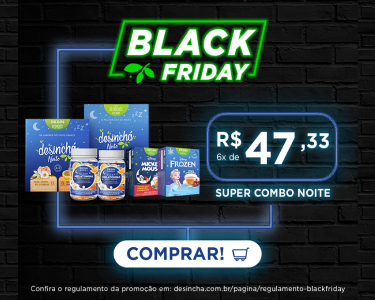 BLACK
FRIDAY
desinchá
Noite
desinchá
Noite
MICKEY
MOUSE
FROZEN
R$ 47,33
6x de
SUPER COMBO NOITE
COMPRAR!
Confira o regulamento da promoção em: desincha.com.br/pagina/regulamento-blackfriday